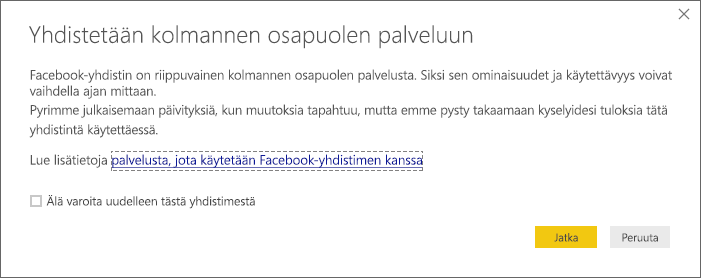 Yhdistetään kolmannen osapuolen palveluun
Facebook-yhdistin on riippuvainen kolmannen osapuolen palvelusta. Siksi sen ominaisuudet ja käytettävyys voivat
vaihdella ajan mittaan.
Pyrimme julkaisemaan päivityksiä, kun muutoksia tapahtuu, mutta emme pysty takaamaan kyselyidesi tuloksia tätä
yhdistintä käytettäessä.
Lue lisätietoja palvelusta, jota käytetään Facebook-yhdistimen kanssa
Älä varoita uudelleen tästä yhdistimestä
Jatka
Peruuta